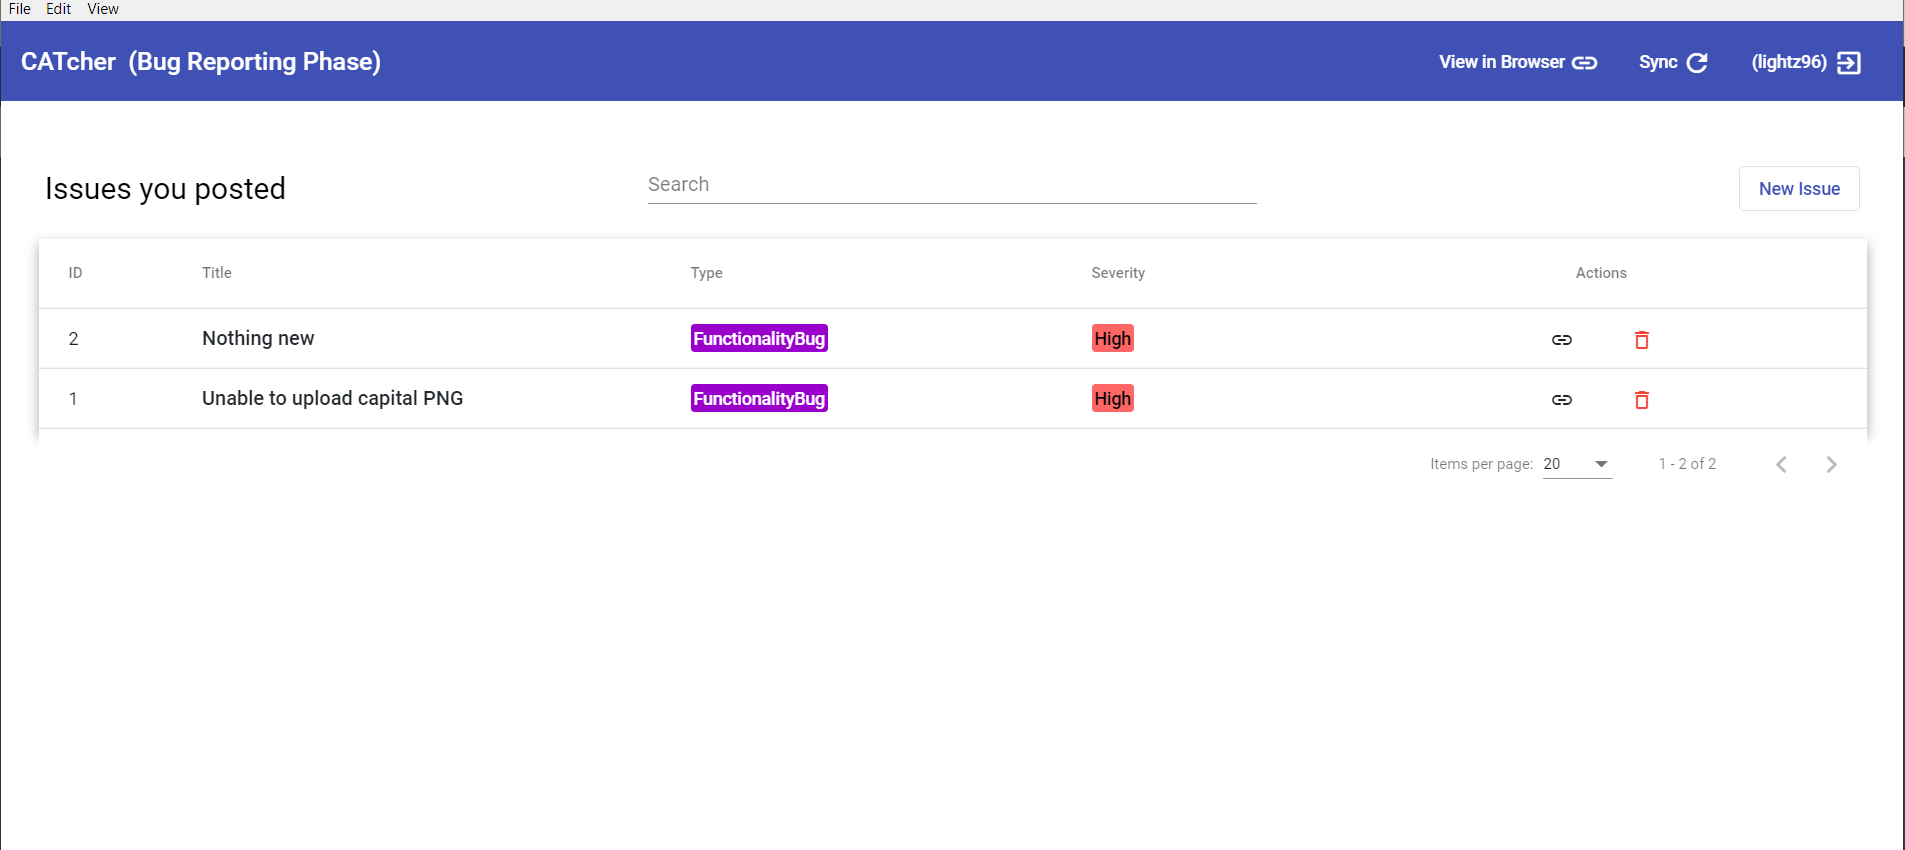 File Edit View
CATcher (Bug Reporting Phase) View in Browser Sync (lightz96)
Issues you posted Search New Issue
ID Title Type Severity Actions
2 Nothing new FunctionalityBug High
1 Unable to upload capital PNG FunctionalityBug High
Items per page: 20 1 - 2 of 2